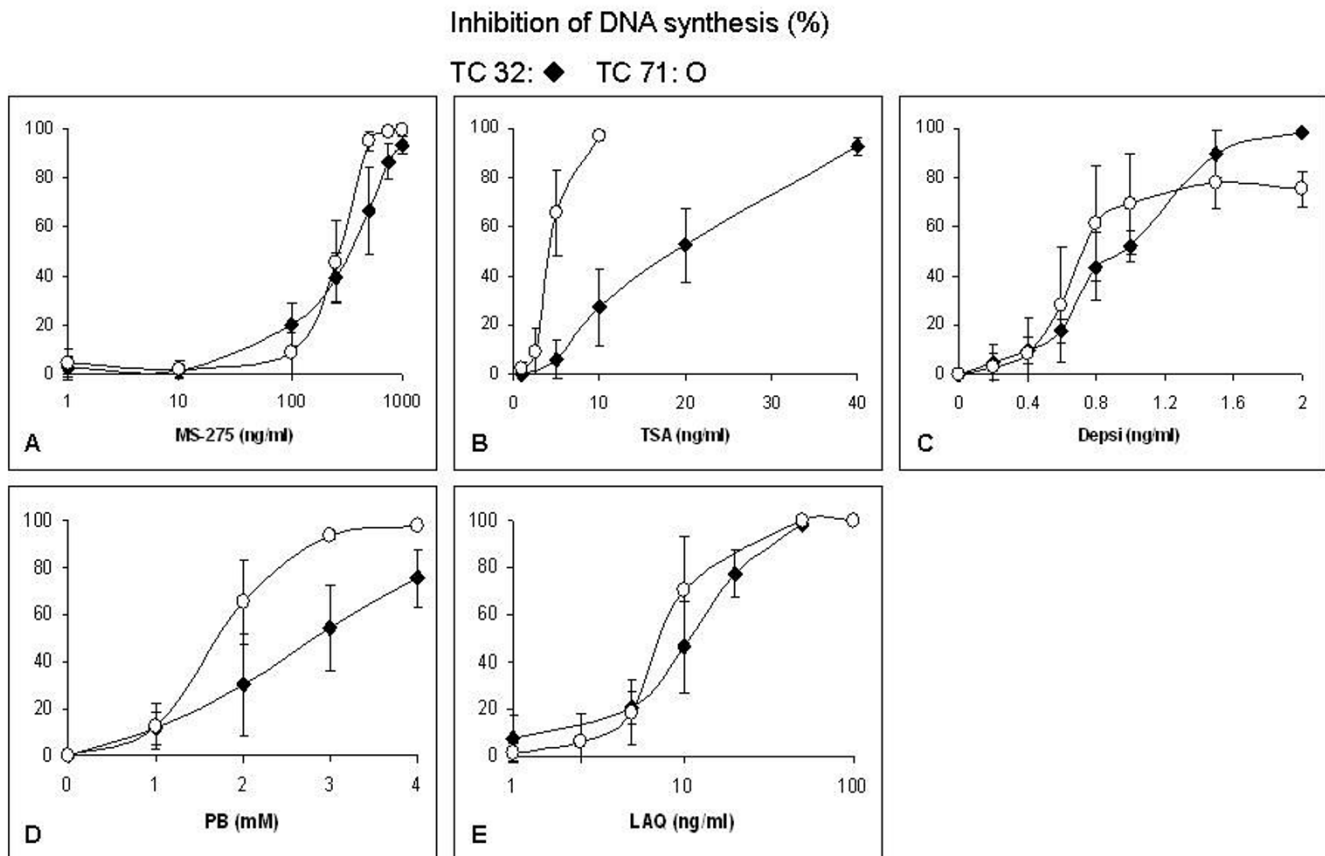 Inhibition of DNA synthesis (%)
TC 32: ◆ TC 71: O
100
80
60
40
20
0
1 10 100 1000
MS-275 (ng/ml)
A
100
80
60
40
20
0
0 10 20 30 40
TSA (ng/ml)
B
100
80
60
40
20
0
0 0.4 0.8 1.2 1.6 2
Depsi (ng/ml)
C
100
80
60
40
20
0
0 1 2 3 4
PB (mM)
D
100
80
60
40
20
0
1 10 100
LAQ (ng/ml)
E